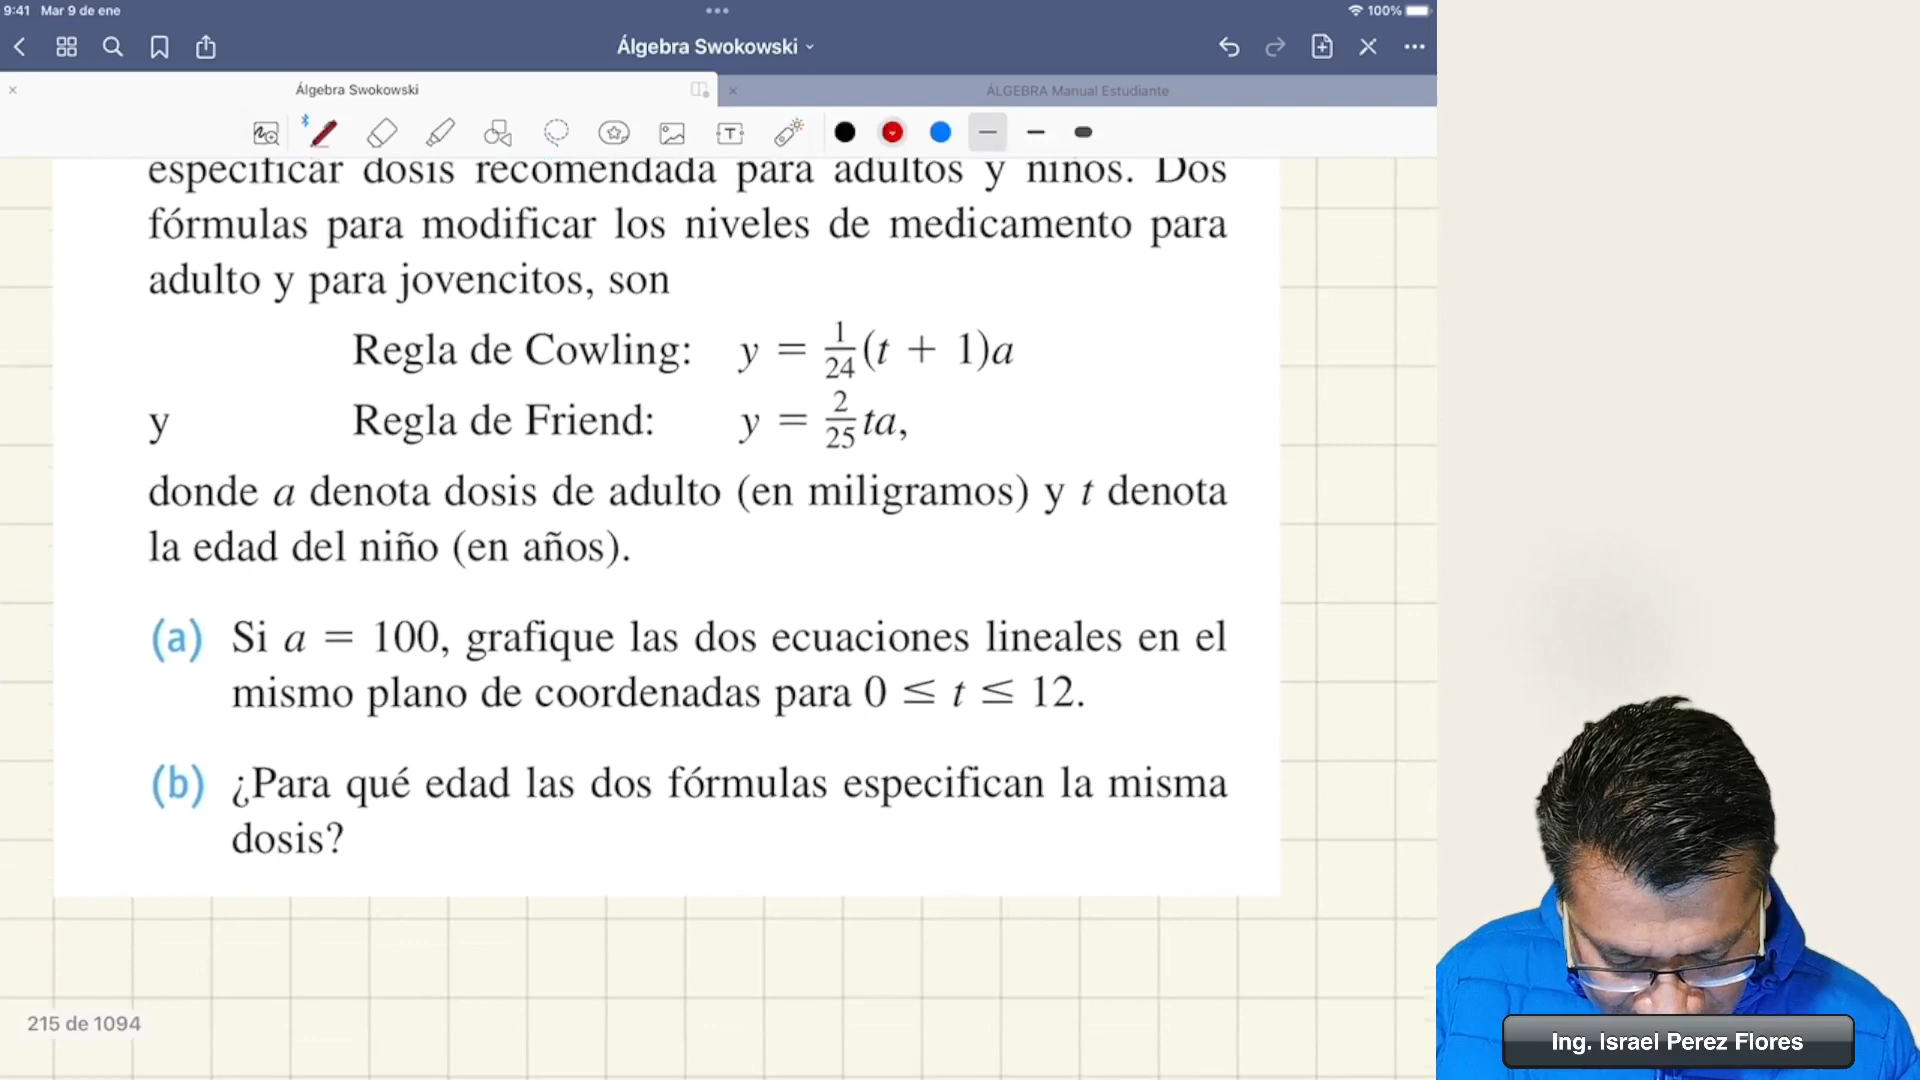 9:41 Mar 9 de ene
100%
Álgebra Swokowski
Álgebra Swokowski
ÁLGEBRA Manual Estudiante
especificar dosis recomendada para adultos y niños. Dos
fórmulas para modificar los niveles de medicamento para
adulto y para jovencitos, son
Regla de Cowling: y = 1/24 (t + 1)a
y Regla de Friend: y = 2/25 ta,
donde a denota dosis de adulto (en miligramos) y t denota
la edad del niño (en años).
(a) Si a = 100, grafique las dos ecuaciones lineales en el
mismo plano de coordenadas para 0 ≤ t ≤ 12.
(b) ¿Para qué edad las dos fórmulas especifican la misma
dosis?
215 de 1094
Ing. Israel Perez Flores